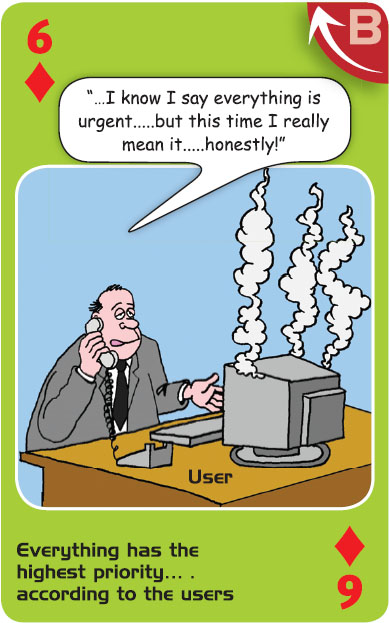 6
B
“...I know I say everything is
urgent.....but this time I really
mean it.....honestly!”
User
Everything has the
highest priority... .
according to the users
6